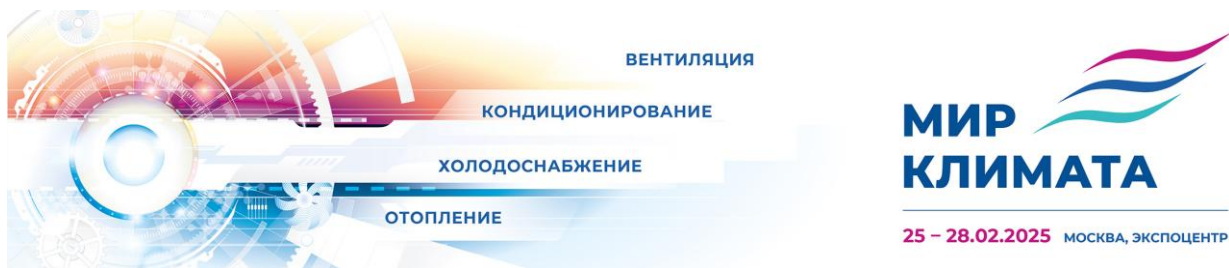 ВЕНТИЛЯЦИЯ
КОНДИЦИОНИРОВАНИЕ
ХОЛОДОСНАБЖЕНИЕ
ОТОПЛЕНИЕ
МИР
КЛИМАТА
25 – 28.02.2025 МОСКВА, ЭКСПОЦЕНТР